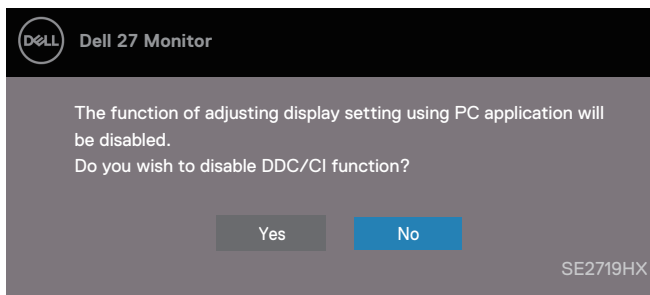 DELL
Dell 27 Monitor
The function of adjusting display setting using PC application will
be disabled.
Do you wish to disable DDC/CI function?
Yes
No
SE2719HX